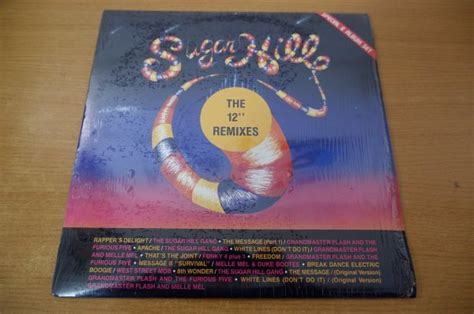 SPECIAL 2 ALBUM SET
Sugar Hill
THE
12"
REMIXES
RAPPER'S DELIGHT / THE SUGAR HILL GANG • THE MESSAGE (Part 1) / GRANDMASTER FLASH AND THE
FURIOUS FIVE • APACHE / THE SUGAR HILL GANG • WHITE LINES (DON'T DO IT) / GRANDMASTER FLASH
AND MELLE MEL • THAT'S THE JOINT / FUNKY 4 plus 1 • FREEDOM / GRANDMASTER FLASH AND THE
FURIOUS FIVE • MESSAGE II "SURVIVAL" / MELLE MEL & DUKE BOOTEE • BREAK DANCE ELECTRIC
BOOGIE / WEST STREET MOB • 8th WONDER / THE SUGAR HILL GANG • THE MESSAGE / (Original Version)
GRANDMASTER FLASH AND THE FURIOUS FIVE • WHITE LINES (DON'T DO IT) / (Original Version)
GRANDMASTER FLASH AND MELLE MEL